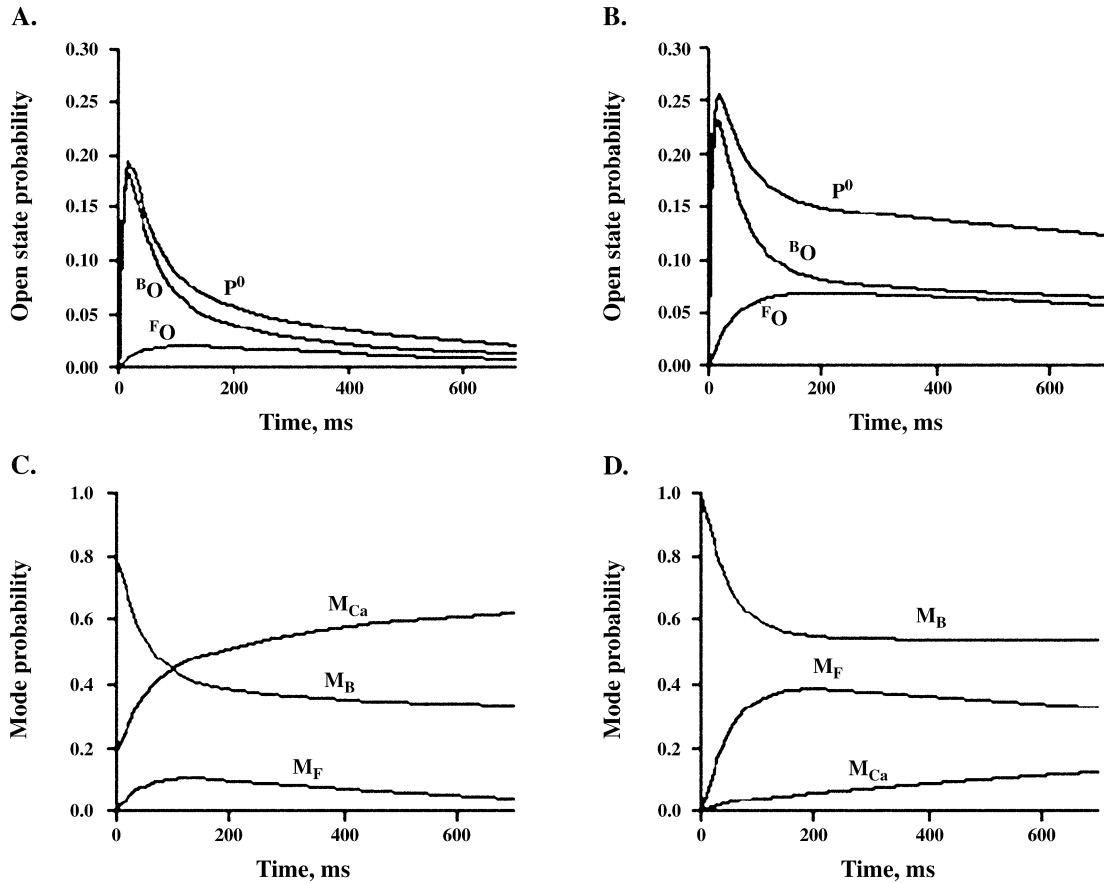 A.
Open state probability
0.30
0.25
0.20
0.15
0.10
0.05
0.00
P⁰
ᴮO
ᶠO
0
200
400
600
Time, ms
B.
Open state probability
0.30
0.25
0.20
0.15
0.10
0.05
0.00
P⁰
ᴮO
ᶠO
0
200
400
600
Time, ms
C.
Mode probability
1.0
0.8
0.6
0.4
0.2
0.0
M_Ca
M_B
M_F
0
200
400
600
Time, ms
D.
Mode probability
1.0
0.8
0.6
0.4
0.2
0.0
M_B
M_F
M_Ca
0
200
400
600
Time, ms